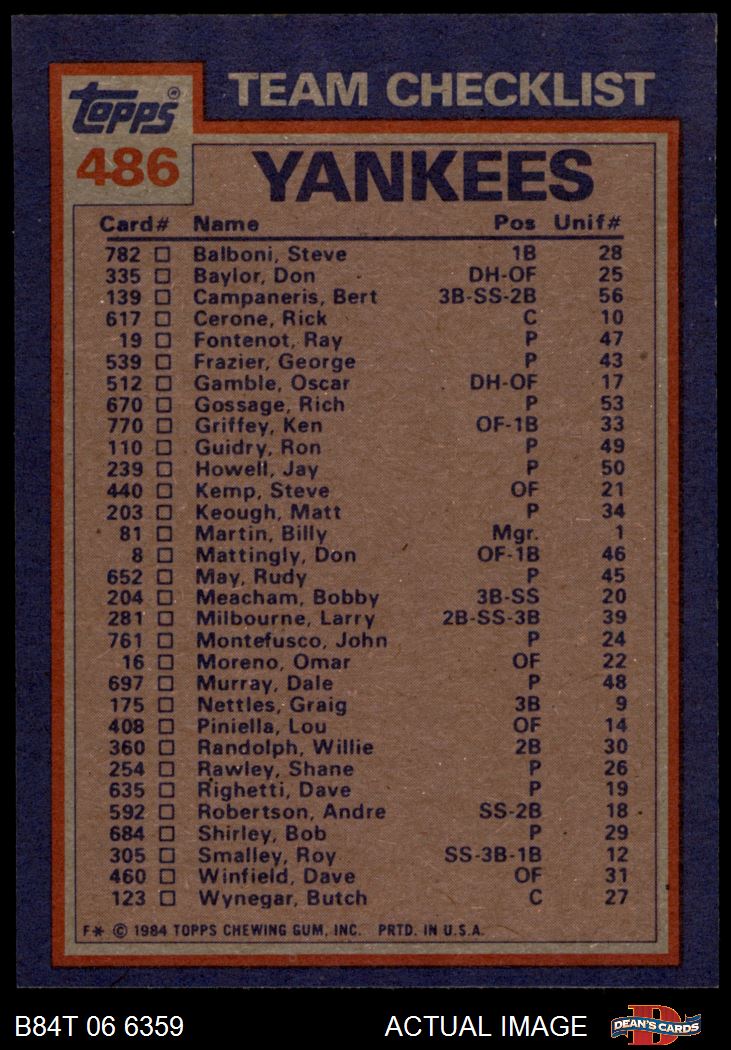 Topps ® TEAM CHECKLIST
486 YANKEES
Card# Name Pos Unif#
782 ☐ Balboni, Steve 1B 28
335 ☐ Baylor, Don DH-OF 25
139 ☐ Campaneris, Bert 3B-SS-2B 56
617 ☐ Cerone, Rick C 10
19 ☐ Fontenot, Ray P 47
539 ☐ Frazier, George P 43
512 ☐ Gamble, Oscar DH-OF 17
670 ☐ Gossage, Rich P 53
770 ☐ Griffey, Ken OF-1B 33
110 ☐ Guidry, Ron P 49
239 ☐ Howell, Jay P 50
440 ☐ Kemp, Steve OF 21
203 ☐ Keough, Matt P 34
81 ☐ Martin, Billy Mgr. 1
8 ☐ Mattingly, Don OF-1B 46
652 ☐ May, Rudy P 45
204 ☐ Meacham, Bobby 3B-SS 20
281 ☐ Milbourne, Larry 2B-SS-3B 39
761 ☐ Montefusco, John P 24
16 ☐ Moreno, Omar OF 22
697 ☐ Murray, Dale P 48
175 ☐ Nettles, Graig 3B 9
408 ☐ Piniella, Lou OF 14
360 ☐ Randolph, Willie 2B 30
254 ☐ Rawley, Shane P 26
635 ☐ Righetti, Dave P 19
592 ☐ Robertson, Andre SS-2B 18
684 ☐ Shirley, Bob P 29
305 ☐ Smalley, Roy SS-3B-1B 12
460 ☐ Winfield, Dave OF 31
123 ☐ Wynegar, Butch C 27
F* © 1984 TOPPS CHEWING GUM, INC. PRTD. IN U.S.A.
B84T 06 6359 ACTUAL IMAGE DEAN'S CARDS